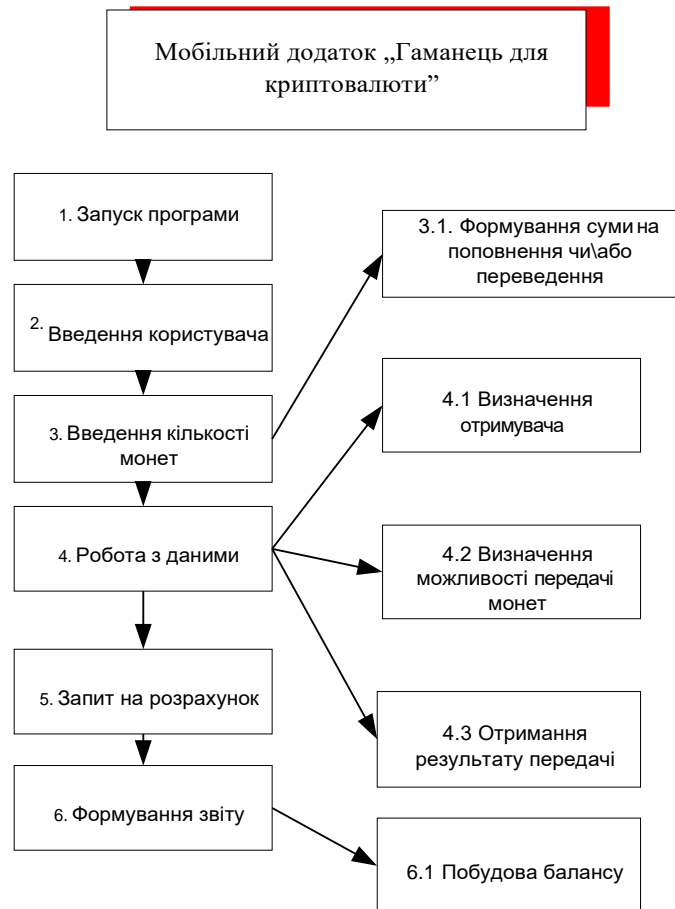 Мобільний додаток „Гаманець для
криптовалюти”
1. Запуск програми
2. Введення користувача
3. Введення кількості
монет
4. Робота з даними
5. Запит на розрахунок
6. Формування звіту
3.1. Формування суми на
поповнення чи\або
переведення
4.1 Визначення
отримувача
4.2 Визначення
можливості передачі
монет
4.3 Отримання
результату передачі
6.1 Побудова балансу